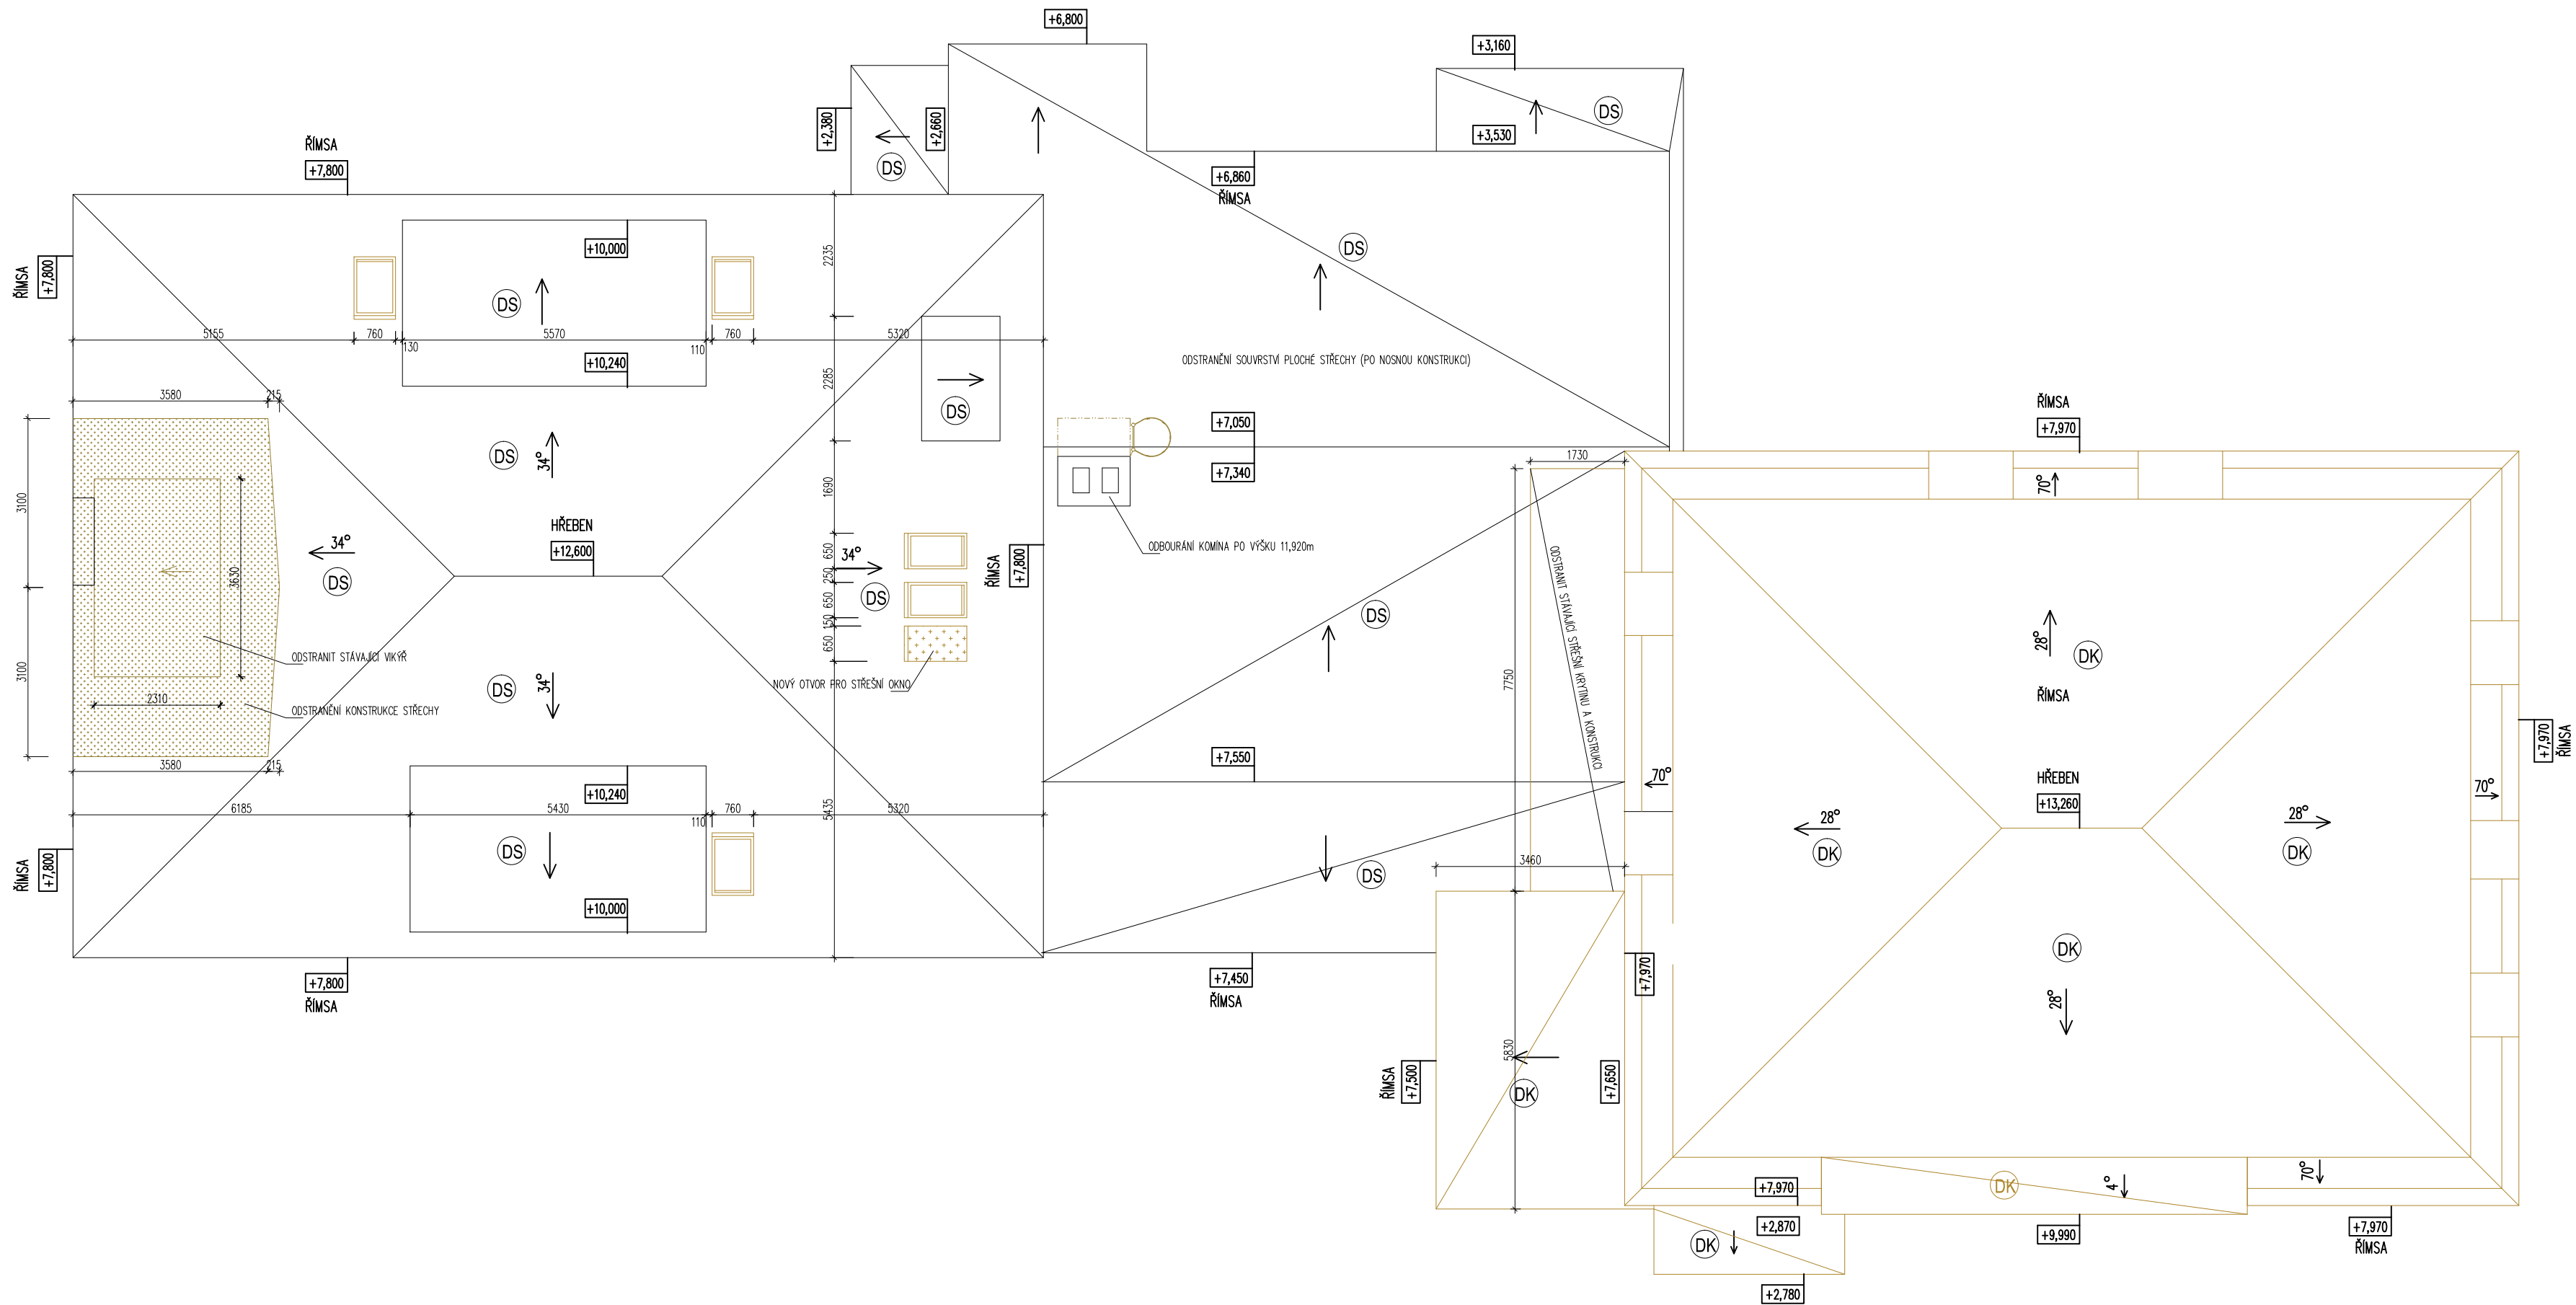 +6,800
+3,160
+2,380
+2,660
DS
DS
+3,530
ŘÍMSA
+7,800
+6,860
ŘÍMSA
ŘÍMSA
+7,800
+10,000
DS
2235
DS
5155
760
130
5570
110
760
5320
+10,240
ODSTRANĚNÍ SOUVRSTVÍ PLOCHÉ STŘECHY (PO NOSNOU KONSTRUKCI)
2285
DS
3580
215
ŘÍMSA
+7,970
+7,050
+7,340
DS
34°
1730
3100
1690
70°
HŘEBEN
+12,600
ODBOURÁNÍ KOMÍNA PO VÝŠKU 11,920m
34°
DS
34°
DS
650
250
650
150
650
ŘÍMSA
+7,800
3630
ODSTRANIT STÁVAJÍCÍ STŘEŠNÍ KRYTINU A KONSTRUKCI
DS
28°
DK
ODSTRANIT STÁVAJÍCÍ VIKÝŘ
3100
DS
34°
NOVÝ OTVOR PRO STŘEŠNÍ OKNO
7750
ŘÍMSA
2310
ODSTRANĚNÍ KONSTRUKCE STŘECHY
+7,970
ŘÍMSA
+7,550
3580
215
70°
HŘEBEN
+13,260
70°
+10,240
6185
5430
110
760
5320
5435
28°
DK
28°
DK
DS
3460
DS
ŘÍMSA
+7,800
+10,000
DK
+7,450
ŘÍMSA
+7,970
+7,800
ŘÍMSA
28°
5830
ŘÍMSA
+7,500
DK
+7,650
+7,970
DK
4°
70°
+2,870
+9,990
+7,970
ŘÍMSA
DK
+2,780